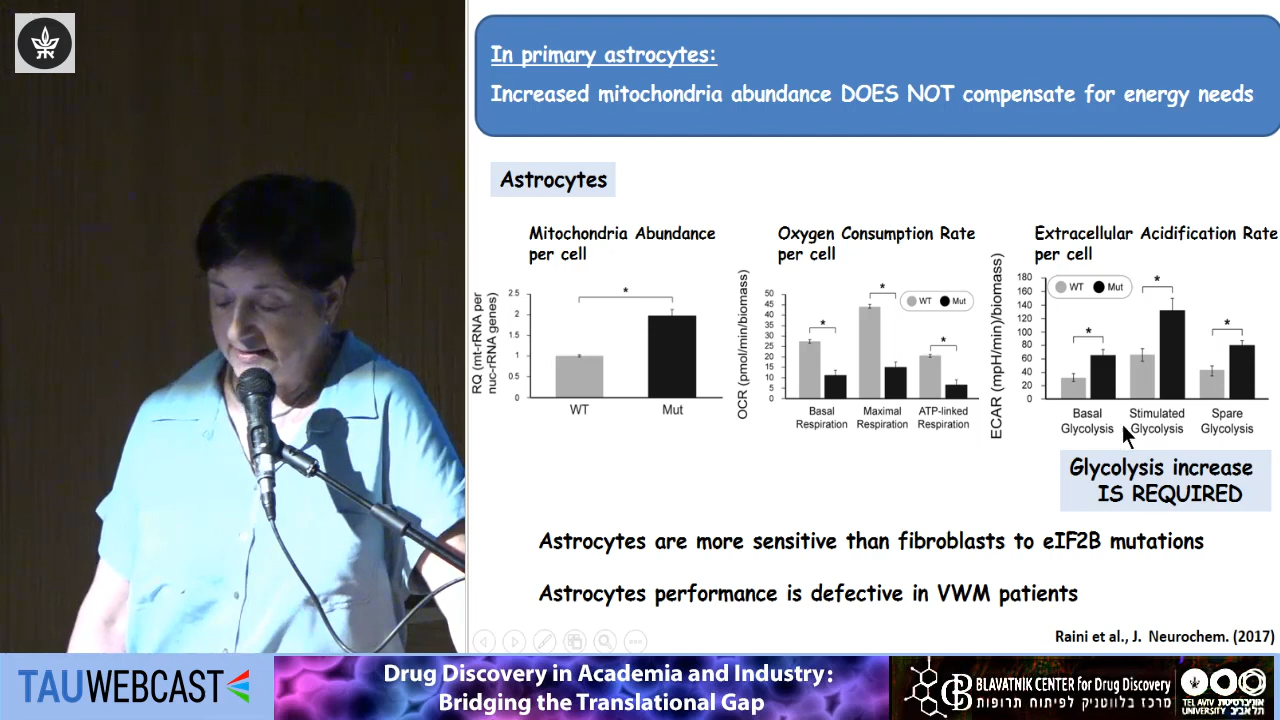 In primary astrocytes:
Increased mitochondria abundance DOES NOT compensate for energy needs
Astrocytes
Mitochondria Abundance
per cell
RQ (mt-rRNA per
nuc-rRNA genes)
2.5
2
1.5
1
0.5
0
*
WT
Mut
Oxygen Consumption Rate
per cell
OCR (pmol/min/biomass)
50
45
40
35
30
25
20
15
10
5
0
WT Mut
*
*
*
Basal
Respiration
Maximal
Respiration
ATP-linked
Respiration
Extracellular Acidification Rate
per cell
ECAR (mpH/min)/biomass)
180
160
140
120
100
80
60
40
20
0
WT Mut
*
*
*
Basal
Glycolysis
Stimulated
Glycolysis
Spare
Glycolysis
Glycolysis increase
IS REQUIRED
Astrocytes are more sensitive than fibroblasts to eIF2B mutations
Astrocytes performance is defective in VWM patients
Raini et al., J. Neurochem. (2017)
TAUWEBCAST
Drug Discovery in Academia and Industry:
Bridging the Translational Gap
BLAVATNIK CENTER for Drug Discovery
מרכז בלווטניק לפיתוח תרופות
TEL AVIV אוניברסיטת
UNIVERSITY תל אביב